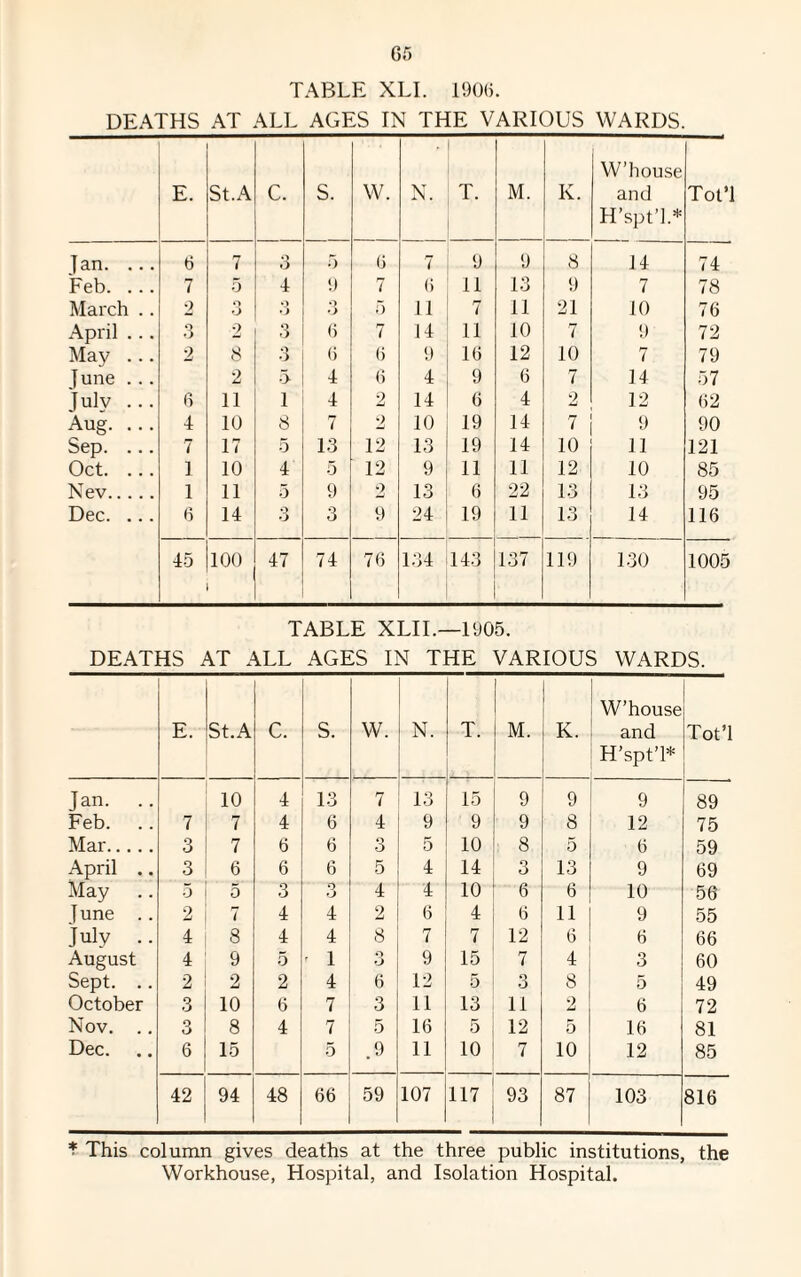 65
TABLE XLI. 1906.
DEATHS AT ALL AGES IN THE VARIOUS WARDS.
E. St.A C. S. W. N. T. M. K. W'house and H'spt'l.* Tot'l
Jan. ... 6 7 3 5 6 7 9 9 8 14 74
Feb. ... 7 5 4 9 7 6 11 13 9 7 78
March .. 2 3 3 3 5 11 7 11 21 10 76
April ... 3 2 3 6 7 14 11 10 7 9 72
May ... 2 8 3 6 6 9 16 12 10 7 79
June ... 2 5 4 6 4 9 6 7 14 57
July ... 6 11 1 4 2 14 6 4 2 12 62
Aug. ... 4 10 8 7 2 10 19 14 7 9 90
Sep. ... 7 17 5 13 12 13 19 14 10 11 121
Oct. ... 1 10 4 5 12 9 11 11 12 10 85
Nev..... 1 11 5 9 2 13 6 22 13 13 95
Dec. ... 6 14 3 3 9 24 19 11 13 14 116
45 100 47 74 76 134 143 137 119 130 1005
TABLE XLII.—1905.
DEATHS AT ALL AGES IN THE VARIOUS WARDS.
E. St.A C. S. W. N. T. M. K. W'house and H'spt'l* Tot'l
Jan. .. 10 4 13 7 13 15 9 9 9 89
Feb. .. 7 7 4 6 4 9 9 9 8 12 75
Mar..... 3 7 6 6 3 5 10 8 5 6 59
April .. 3 6 6 6 5 4 14 3 13 9 69
May .. 5 5 3 3 4 4 10 6 6 10 56
June .. 2 7 4 4 2 6 4 6 11 9 55
July .. 4 8 4 4 8 7 7 12 6 6 66
August 4 9 5 1 3 9 15 7 4 3 60
Sept. .. 2 2 2 4 6 12 5 3 8 5 49
October 3 10 6 7 3 11 13 11 2 6 72
Nov. .. 3 8 4 7 5 16 5 12 5 16 81
Dec. .. 6 15 5 .9 11 10 7 10 12 85
42 94 48 66 59 107 117 93 87 103 816
* This column gives deaths at the three public institutions, the
Workhouse, Hospital, and Isolation Hospital.